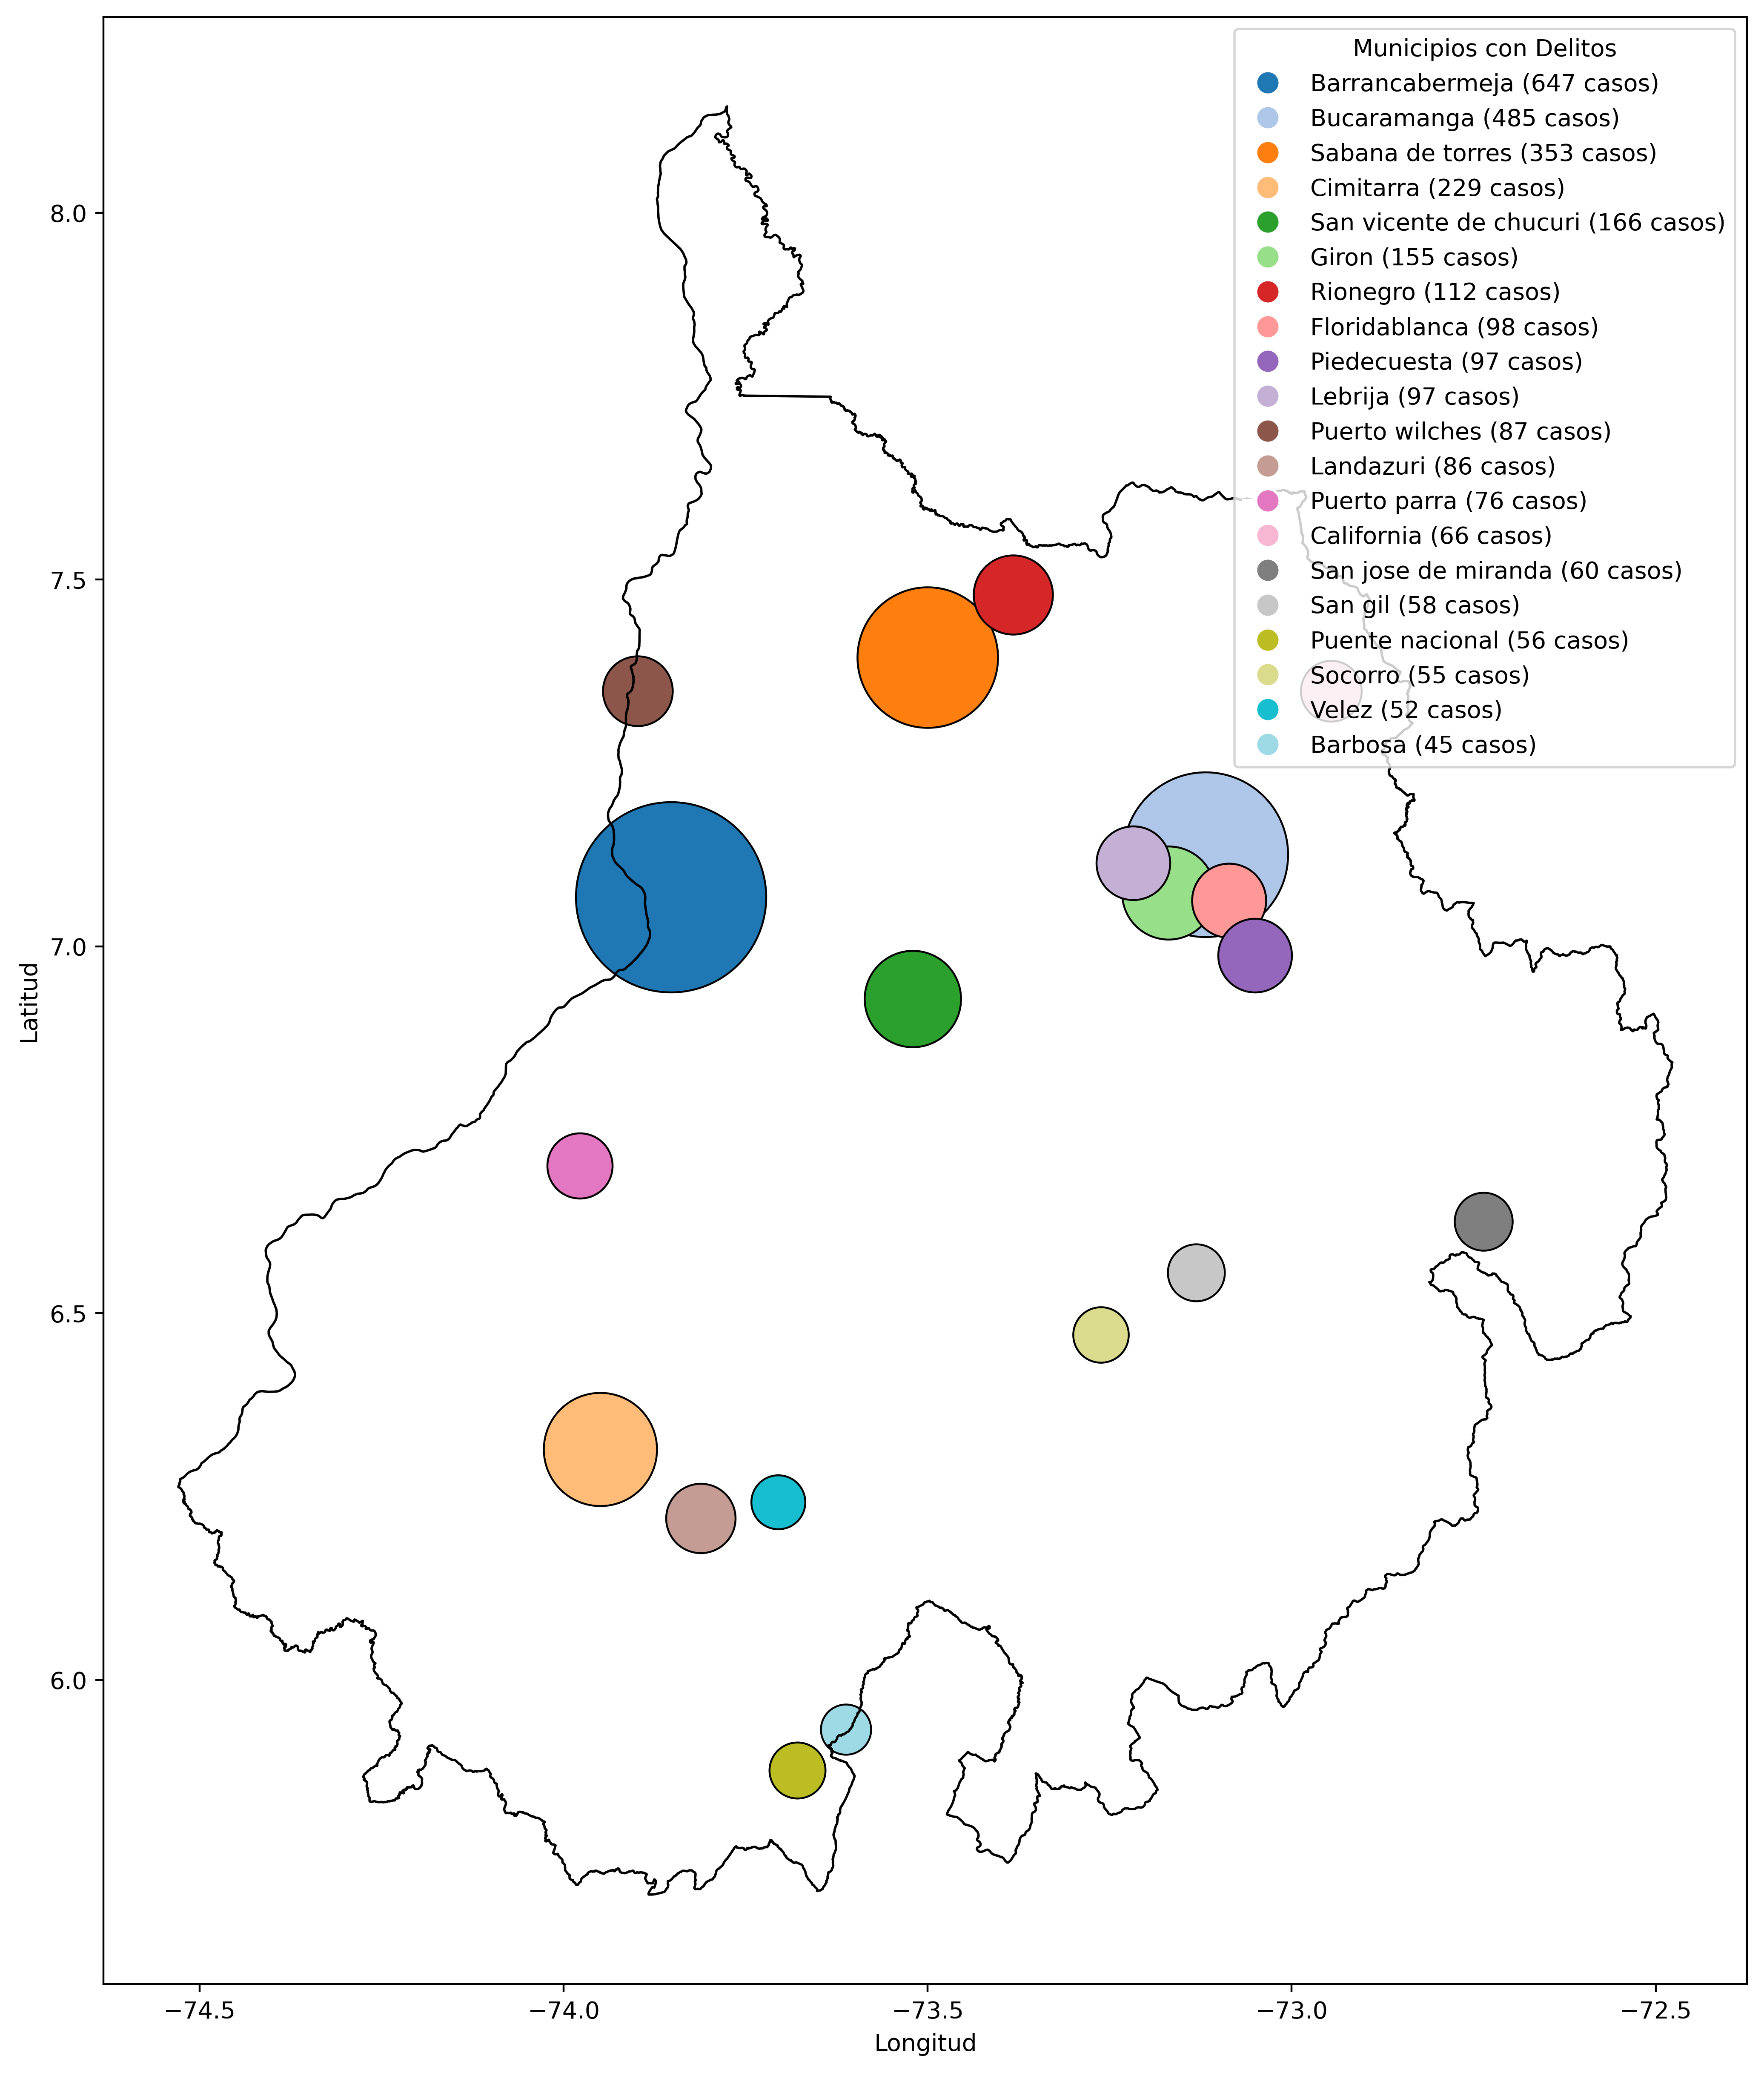 Municipios con Delitos
Barrancabermeja (647 casos)
Bucaramanga (485 casos)
Sabana de torres (353 casos)
Cimitarra (229 casos)
San vicente de chucuri (166 casos)
Giron (155 casos)
Rionegro (112 casos)
Floridablanca (98 casos)
Piedecuesta (97 casos)
Lebrija (97 casos)
Puerto wilches (87 casos)
Landazuri (86 casos)
Puerto parra (76 casos)
California (66 casos)
San jose de miranda (60 casos)
San gil (58 casos)
Puente nacional (56 casos)
Socorro (55 casos)
Velez (52 casos)
Barbosa (45 casos)
8.0
7.5
7.0
6.5
6.0
Latitud
−74.5
−74.0
−73.5
−73.0
−72.5
Longitud